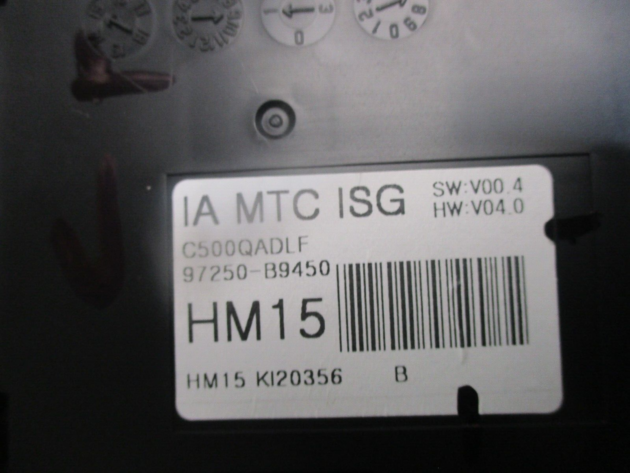 IA MTC ISG
SW:V00.4
HW:V04.0
C500QADLF
97250-B9450
HM15
HM15 KI20356 B